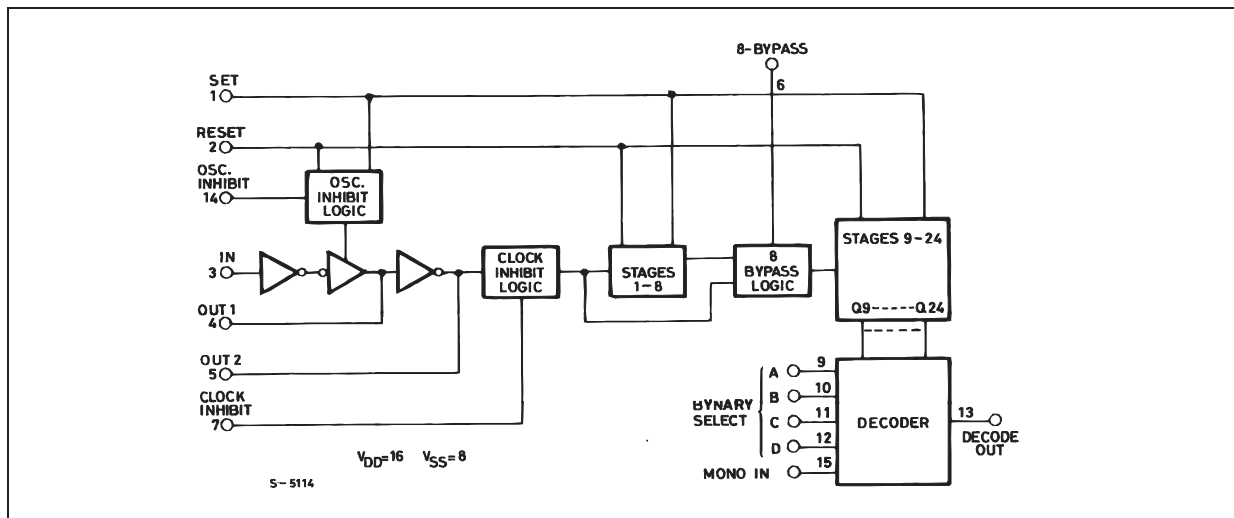 8-BYPASS
6
SET
1
RESET
2
OSC.
INHIBIT
14
OSC.
INHIBIT
LOGIC
IN
3
OUT 1
4
OUT 2
5
CLOCK
INHIBIT
7
CLOCK
INHIBIT
LOGIC
STAGES
1-8
8
BYPASS
LOGIC
STAGES 9-24
Q9-----Q24
BYNARY
SELECT
A 9
B 10
C 11
D 12
MONO IN 15
DECODER
13
DECODE
OUT
VDD=16 VSS=8
S-5114